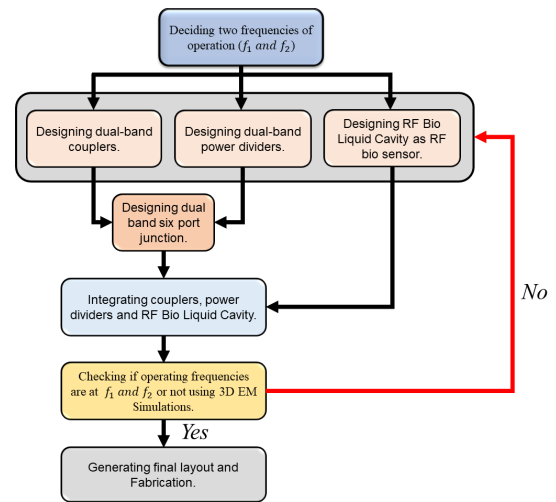 Deciding two frequencies of
operation (f₁ and f₂)
Designing dual-band
couplers.
Designing dual-band
power dividers.
Designing RF Bio
Liquid Cavity as RF
bio sensor.
Designing dual
band six port
junction.
Integrating couplers, power
dividers and RF Bio Liquid Cavity.
No
Checking if operating frequencies
are at f₁ and f₂ or not using 3D EM
Simulations.
Yes
Generating final layout and
Fabrication.